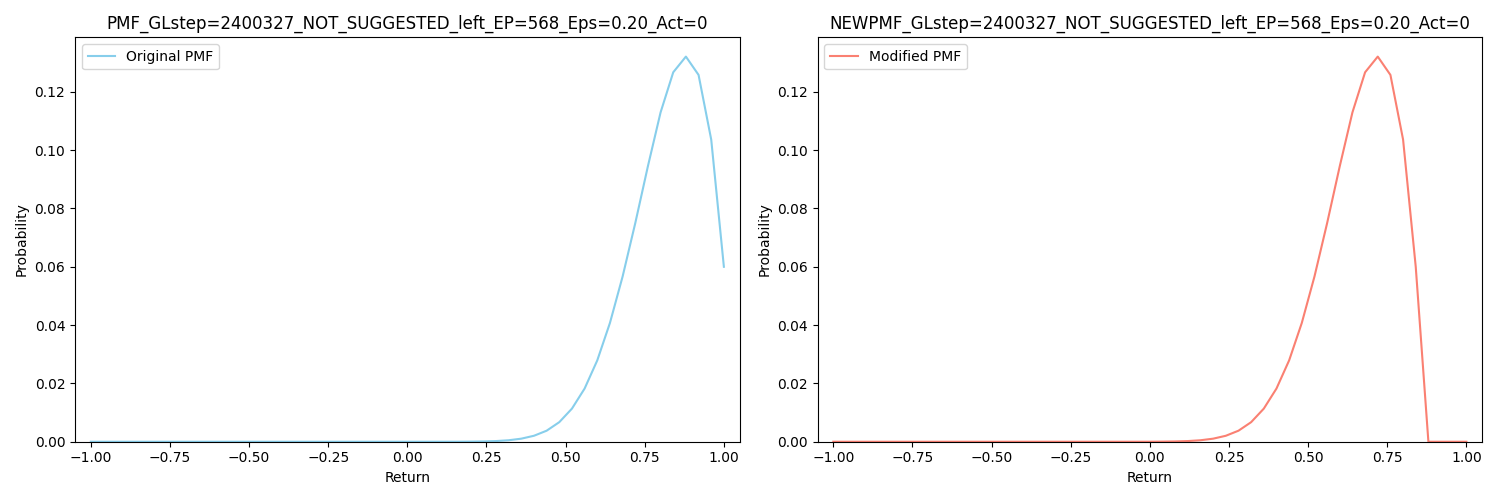 PMF_GLstep=2400327_NOT_SUGGESTED_left_EP=568_Eps=0.20_Act=0
Original PMF
Probability
0.12
0.10
0.08
0.06
0.04
0.02
0.00
−1.00 −0.75 −0.50 −0.25 0.00 0.25 0.50 0.75 1.00
Return
NEWPMF_GLstep=2400327_NOT_SUGGESTED_left_EP=568_Eps=0.20_Act=0
Modified PMF
Probability
0.12
0.10
0.08
0.06
0.04
0.02
0.00
−1.00 −0.75 −0.50 −0.25 0.00 0.25 0.50 0.75 1.00
Return